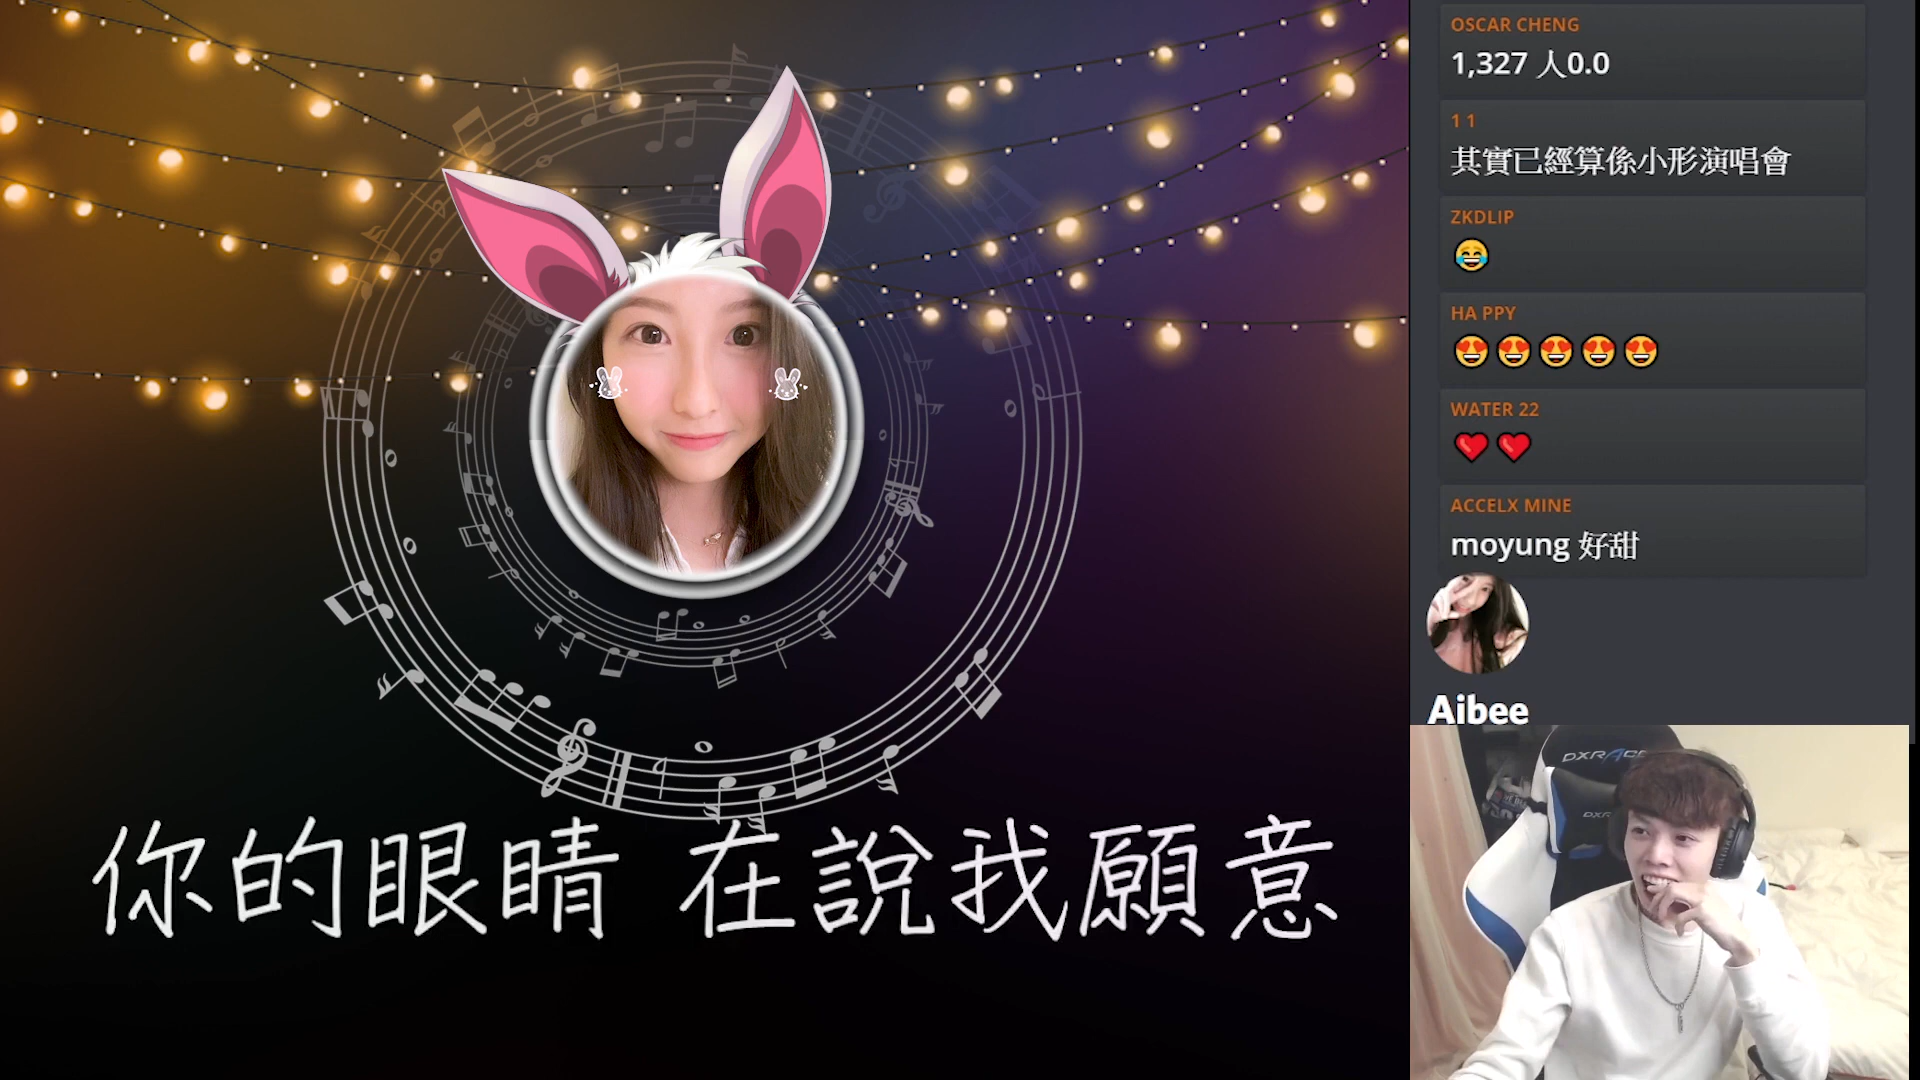 OSCAR CHENG
1,327 人0.0
1 1
其實已經算係小形演唱會
ZKDLIP
HA PPY
WATER 22
ACCELX MINE
moyung 好甜
Aibee
你的眼睛 在說我願意